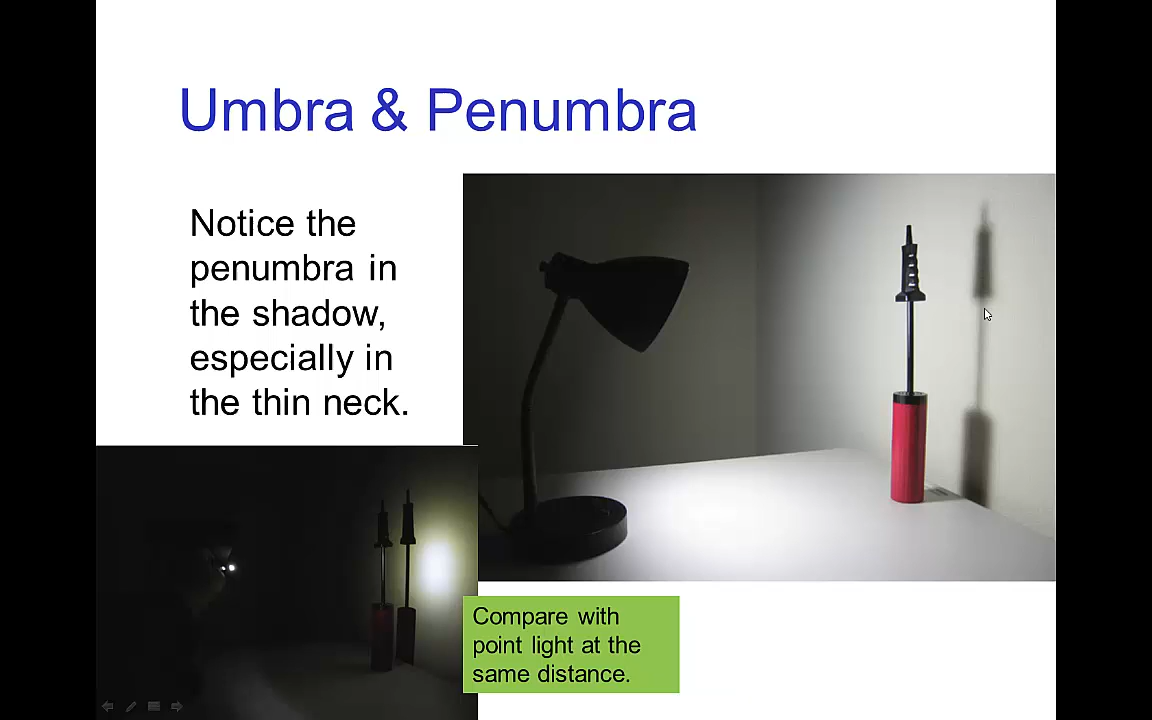 Umbra & Penumbra
Notice the
penumbra in
the shadow,
especially in
the thin neck.
Compare with
point light at the
same distance.